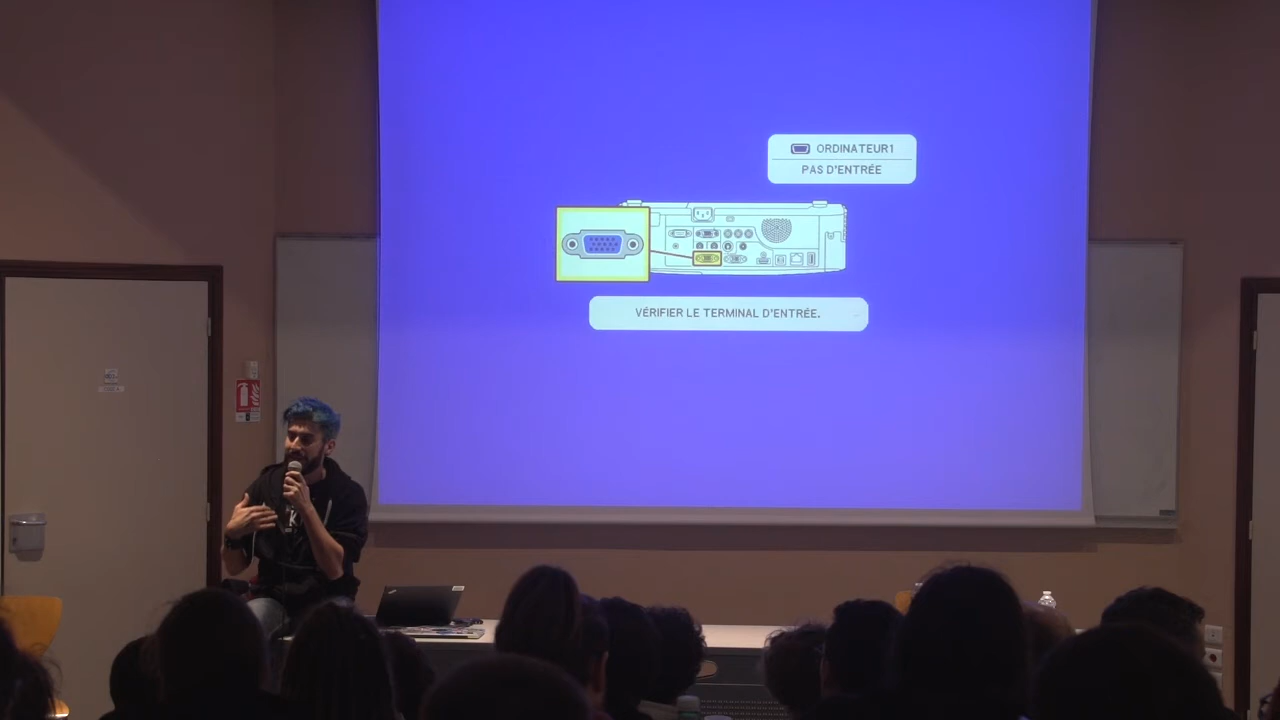 ORDINATEUR1
PAS D'ENTRÉE
VÉRIFIER LE TERMINAL D'ENTRÉE.